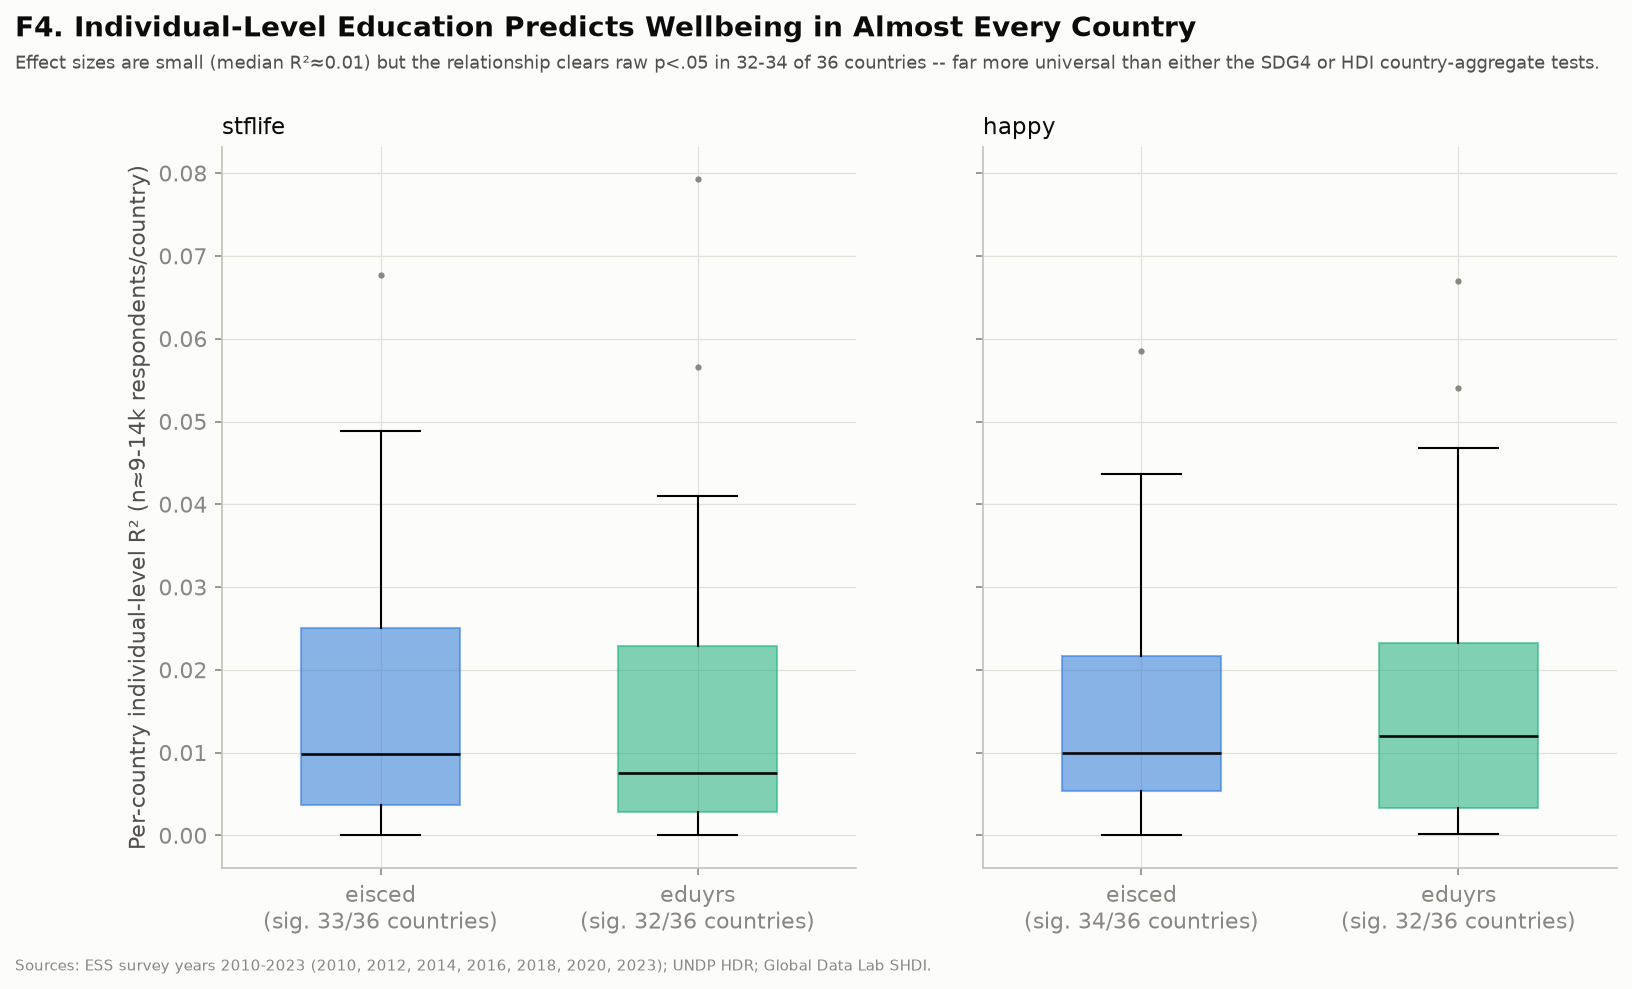 F4. Individual-Level Education Predicts Wellbeing in Almost Every Country
Effect sizes are small (median R²≈0.01) but the relationship clears raw p<.05 in 32-34 of 36 countries -- far more universal than either the SDG4 or HDI country-aggregate tests.
stflife
happy
Per-country individual-level R² (n≈9-14k respondents/country)
0.08
0.07
0.06
0.05
0.04
0.03
0.02
0.01
0.00
eisced
(sig. 33/36 countries)
eduyrs
(sig. 32/36 countries)
eisced
(sig. 34/36 countries)
eduyrs
(sig. 32/36 countries)
Sources: ESS survey years 2010-2023 (2010, 2012, 2014, 2016, 2018, 2020, 2023); UNDP HDR; Global Data Lab SHDI.